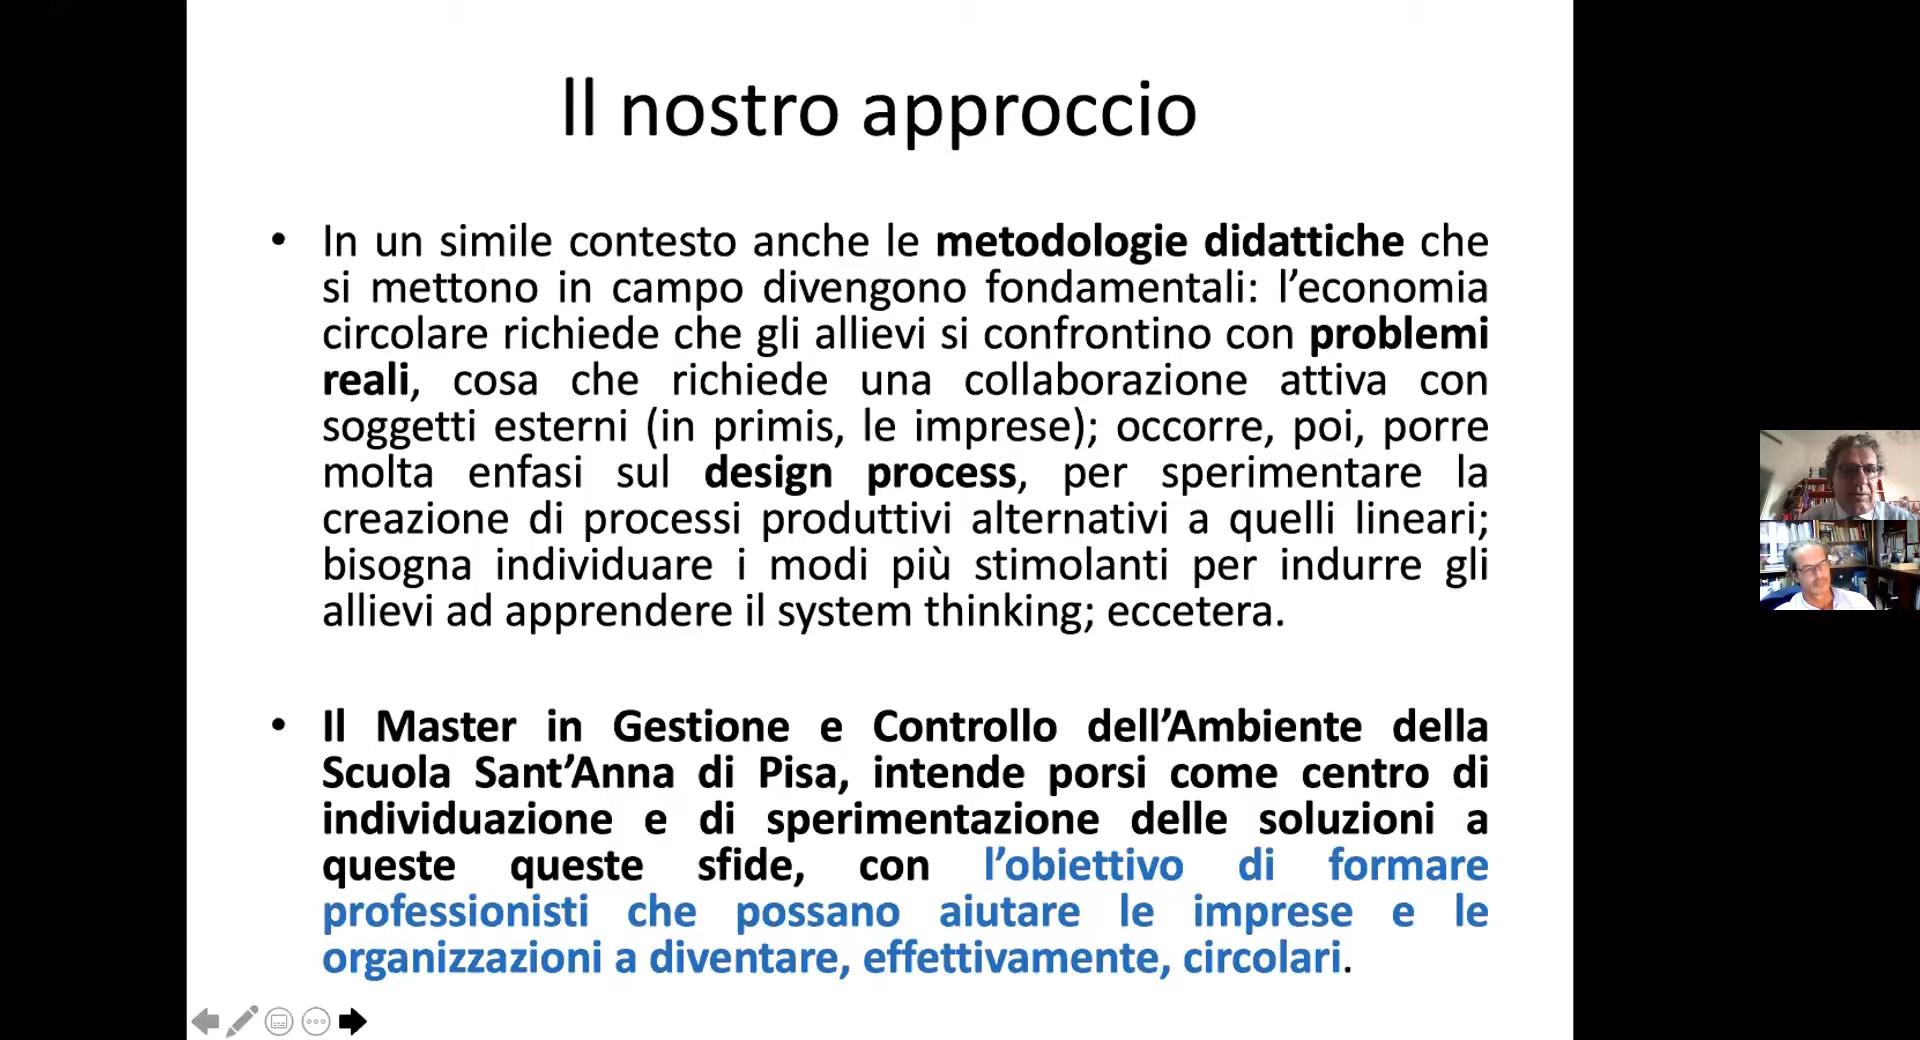 Il nostro approccio
• In un simile contesto anche le metodologie didattiche che
si mettono in campo divengono fondamentali: l’economia
circolare richiede che gli allievi si confrontino con problemi
reali, cosa che richiede una collaborazione attiva con
soggetti esterni (in primis, le imprese); occorre, poi, porre
molta enfasi sul design process, per sperimentare la
creazione di processi produttivi alternativi a quelli lineari;
bisogna individuare i modi più stimolanti per indurre gli
allievi ad apprendere il system thinking; eccetera.
• Il Master in Gestione e Controllo dell’Ambiente della
Scuola Sant’Anna di Pisa, intende porsi come centro di
individuazione e di sperimentazione delle soluzioni a
queste queste sfide, con l’obiettivo di formare
professionisti che possano aiutare le imprese e le
organizzazioni a diventare, effettivamente, circolari.